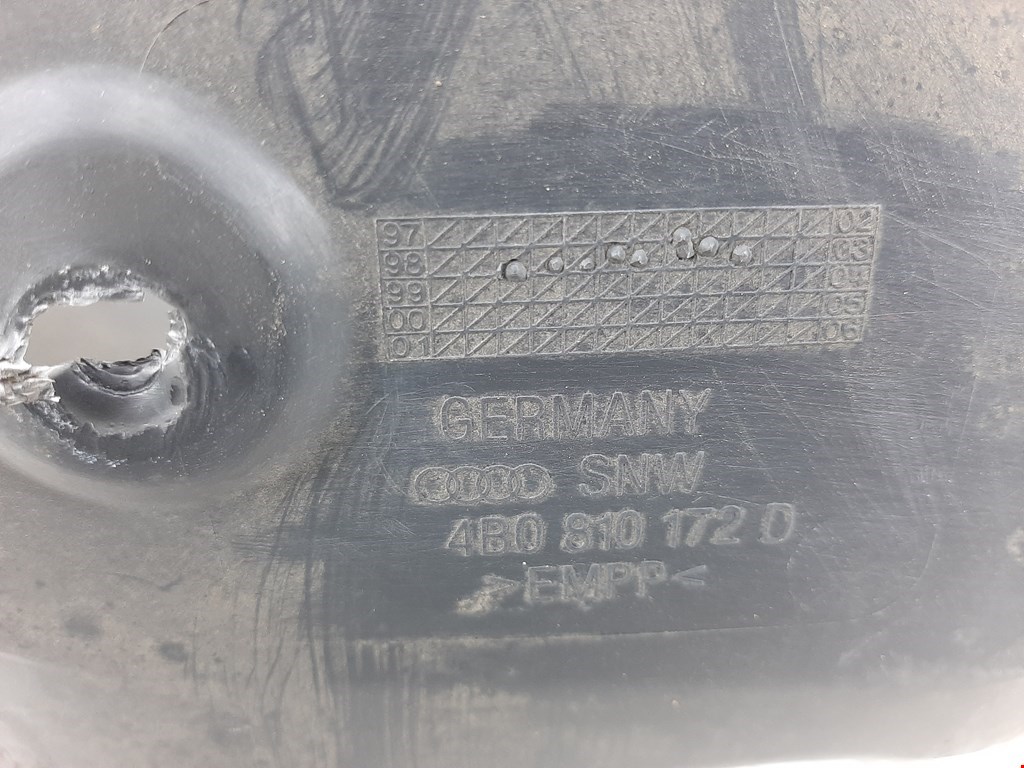 97 02
98 03
99 04
00 05
01 06
GERMANY
SNW
4B0 810 172 D
>EMPP<